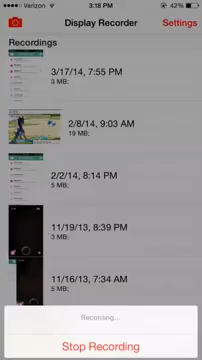 Verizon 3:18 PM 42%
Display Recorder Settings
Recordings
3/17/14, 7:55 PM
3 MB;
2/8/14, 9:03 AM
19 MB;
2/2/14, 8:14 PM
5 MB;
11/19/13, 8:39 PM
3 MB;
11/16/13, 7:34 AM
5 MB;
Recording...
Stop Recording